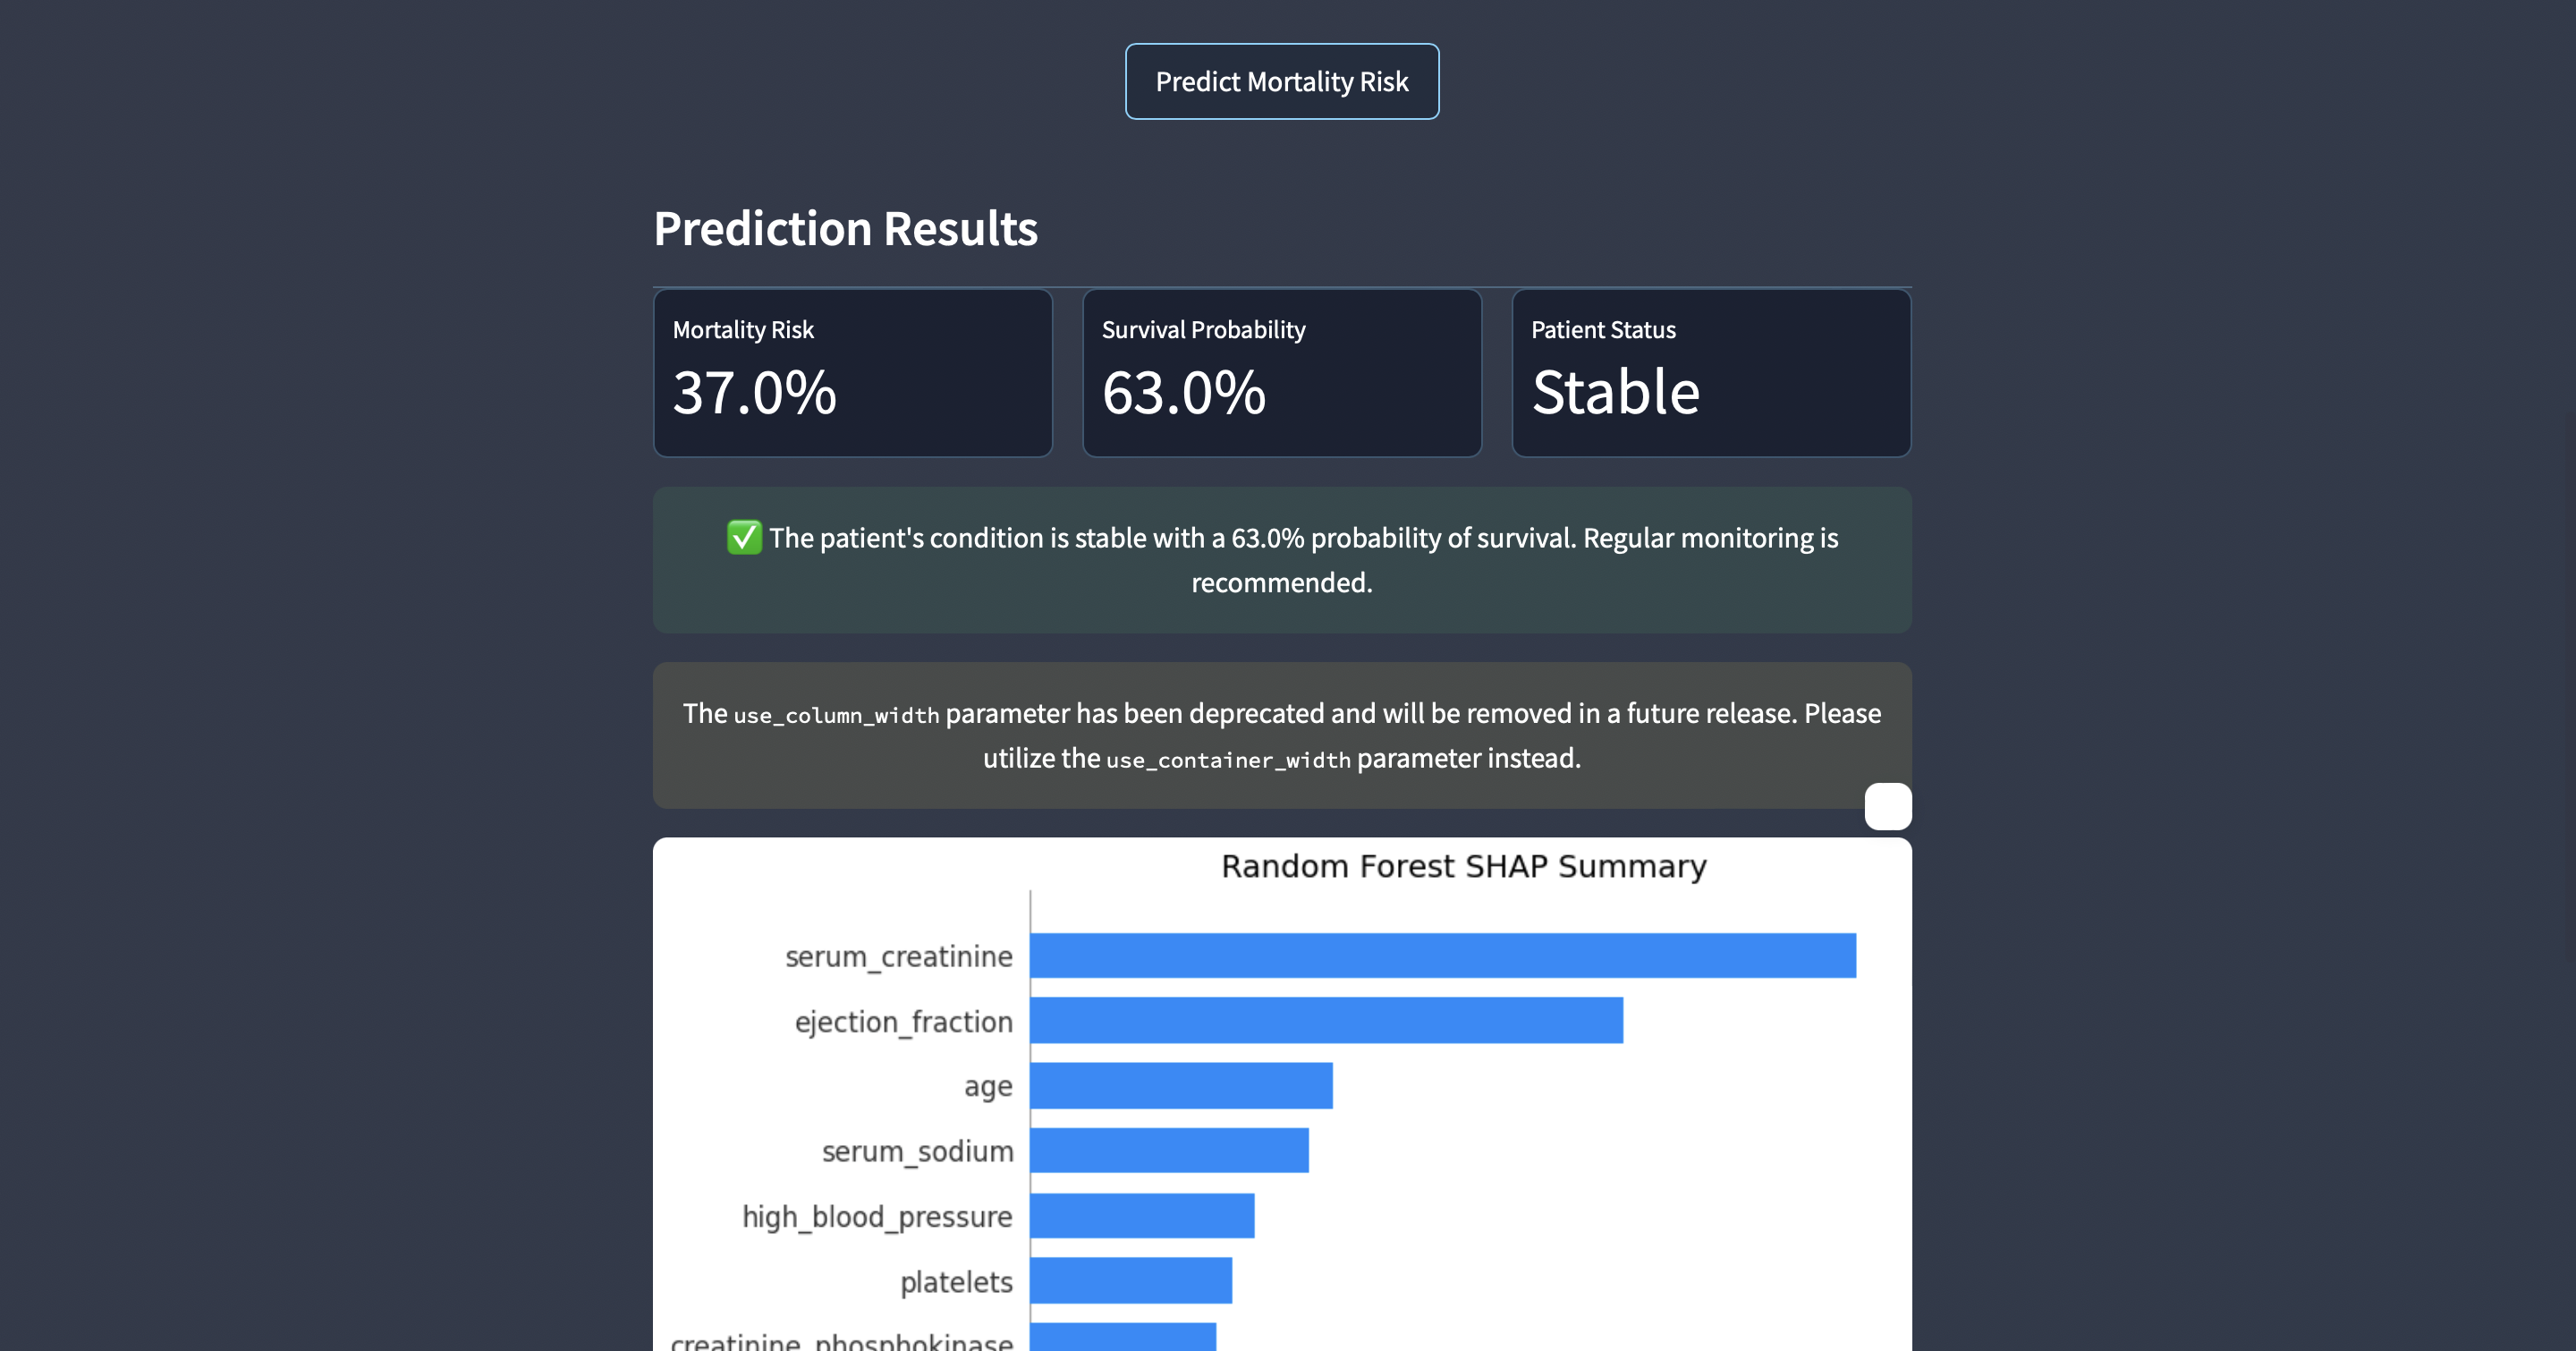 Predict Mortality Risk
Prediction Results
Mortality Risk
37.0%
Survival Probability
63.0%
Patient Status
Stable
✅ The patient's condition is stable with a 63.0% probability of survival. Regular monitoring is
recommended.
The use_column_width parameter has been deprecated and will be removed in a future release. Please
utilize the use_container_width parameter instead.
Random Forest SHAP Summary
serum_creatinine
ejection_fraction
age
serum_sodium
high_blood_pressure
platelets
creatinine_phosphokinase